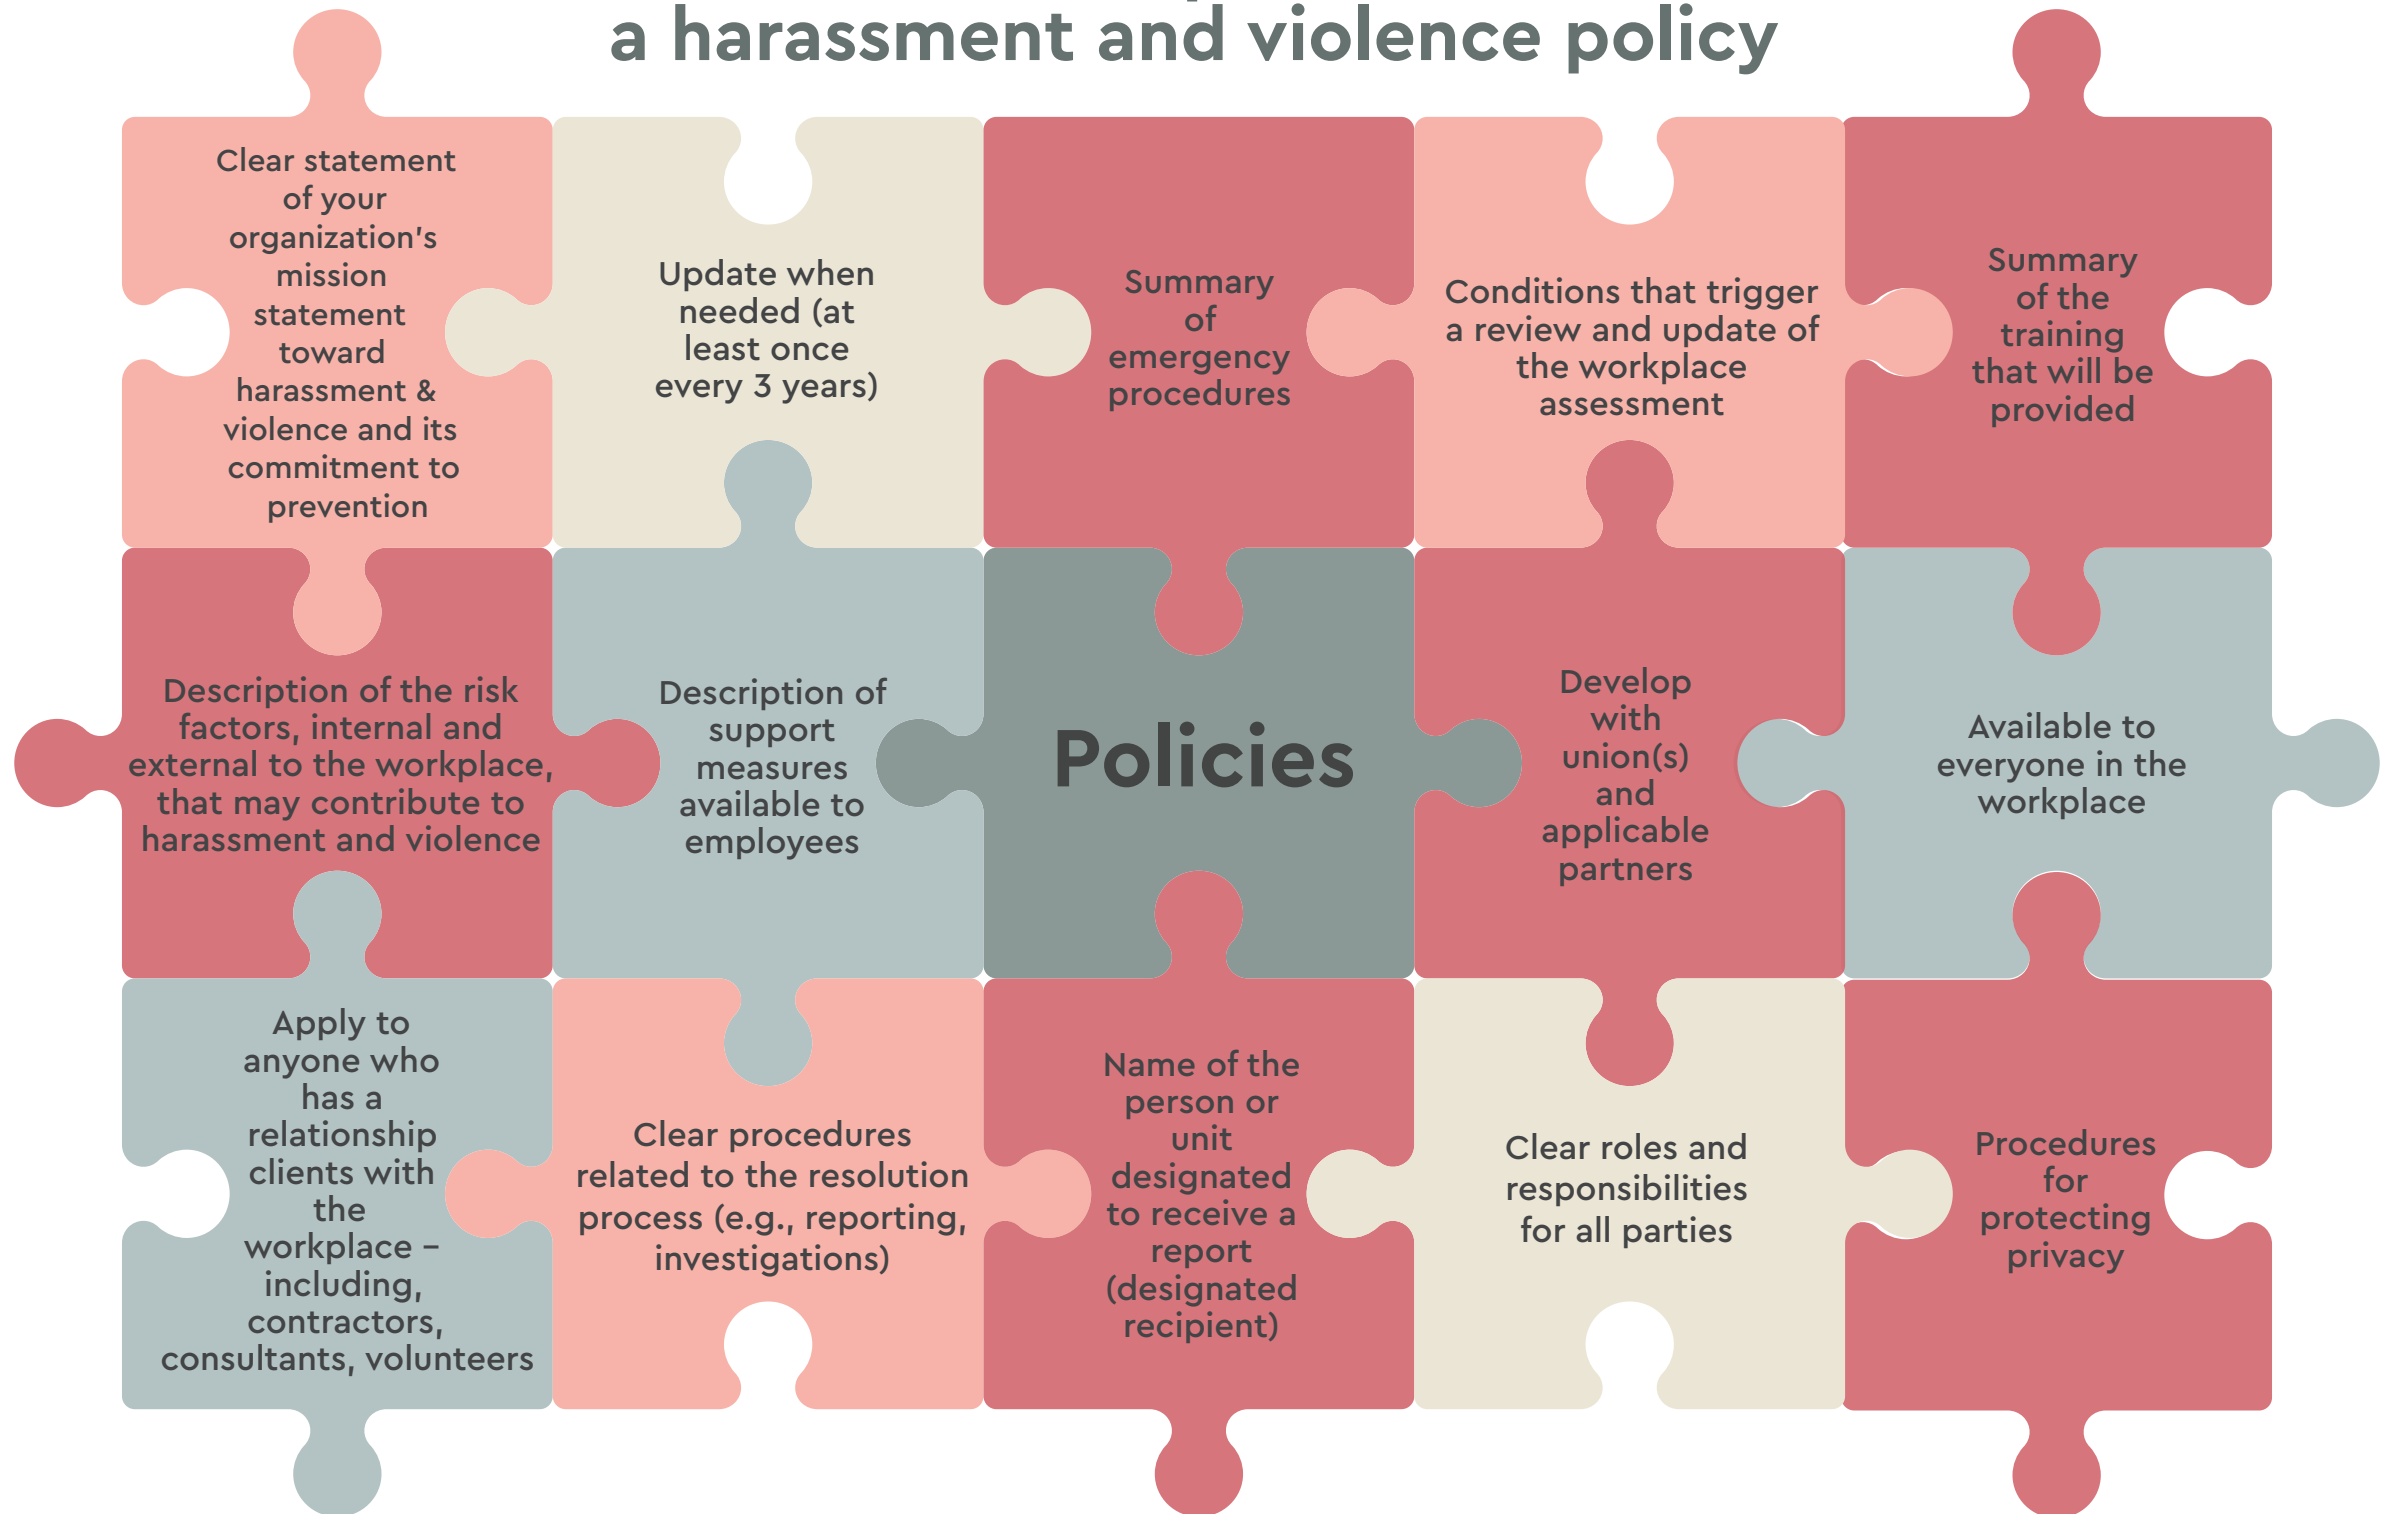 a harassment and violence policy
Clear statement
of your
organization's
mission
statement
toward
harassment &
violence and its
commitment to
prevention
Update when
needed (at
least once
every 3 years)
Summary
of
emergency
procedures
Conditions that trigger
a review and update of
the workplace
assessment
Summary
of the
training
that will be
provided
Description of the risk
factors, internal and
external to the workplace,
that may contribute to
harassment and violence
Description of
support
measures
available to
employees
Policies
Develop
with
union(s)
and
applicable
partners
Available to
everyone in the
workplace
Apply to
anyone who
has a
relationship
clients with
the
workplace –
including,
contractors,
consultants, volunteers
Clear procedures
related to the resolution
process (e.g., reporting,
investigations)
Name of the
person or
unit
designated
to receive a
report
(designated
recipient)
Clear roles and
responsibilities
for all parties
Procedures
for
protecting
privacy